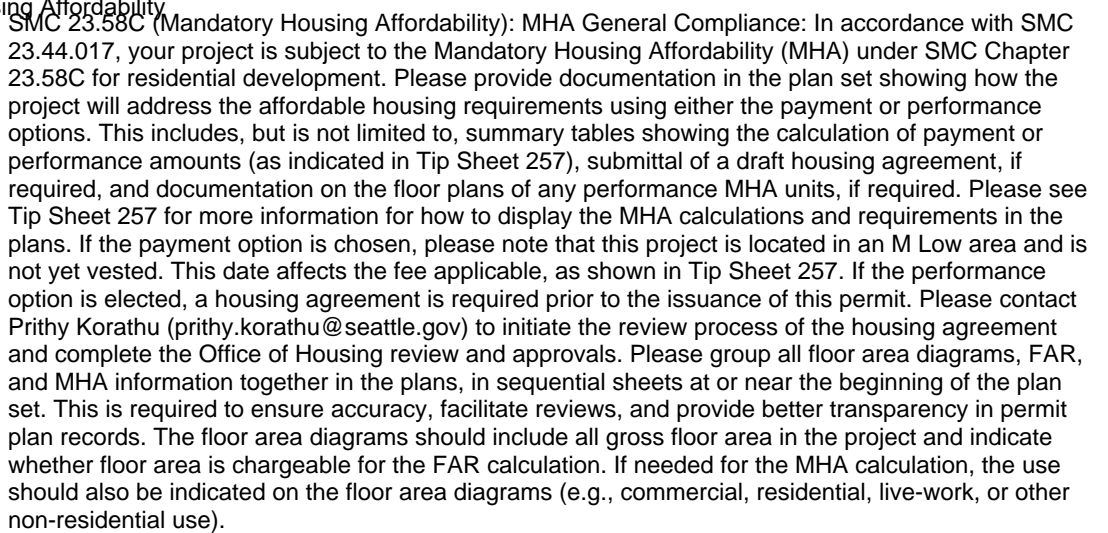 ing Affordability
SMC 23.58C (Mandatory Housing Affordability): MHA General Compliance: In accordance with SMC
23.44.017, your project is subject to the Mandatory Housing Affordability (MHA) under SMC Chapter
23.58C for residential development. Please provide documentation in the plan set showing how the
project will address the affordable housing requirements using either the payment or performance
options. This includes, but is not limited to, summary tables showing the calculation of payment or
performance amounts (as indicated in Tip Sheet 257), submittal of a draft housing agreement, if
required, and documentation on the floor plans of any performance MHA units, if required. Please see
Tip Sheet 257 for more information for how to display the MHA calculations and requirements in the
plans. If the payment option is chosen, please note that this project is located in an M Low area and is
not yet vested. This date affects the fee applicable, as shown in Tip Sheet 257. If the performance
option is elected, a housing agreement is required prior to the issuance of this permit. Please contact
Prithy Korathu (prithy.korathu@seattle.gov) to initiate the review process of the housing agreement
and complete the Office of Housing review and approvals. Please group all floor area diagrams, FAR,
and MHA information together in the plans, in sequential sheets at or near the beginning of the plan
set. This is required to ensure accuracy, facilitate reviews, and provide better transparency in permit
plan records. The floor area diagrams should include all gross floor area in the project and indicate
whether floor area is chargeable for the FAR calculation. If needed for the MHA calculation, the use
should also be indicated on the floor area diagrams (e.g., commercial, residential, live-work, or other
non-residential use).